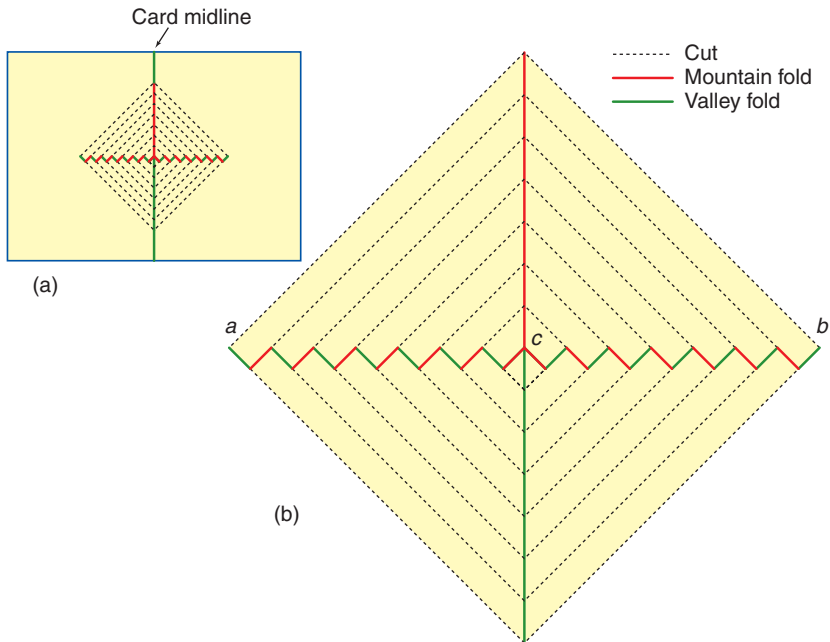 Card midline
Cut
Mountain fold
Valley fold
(a)
a
b
c
(b)